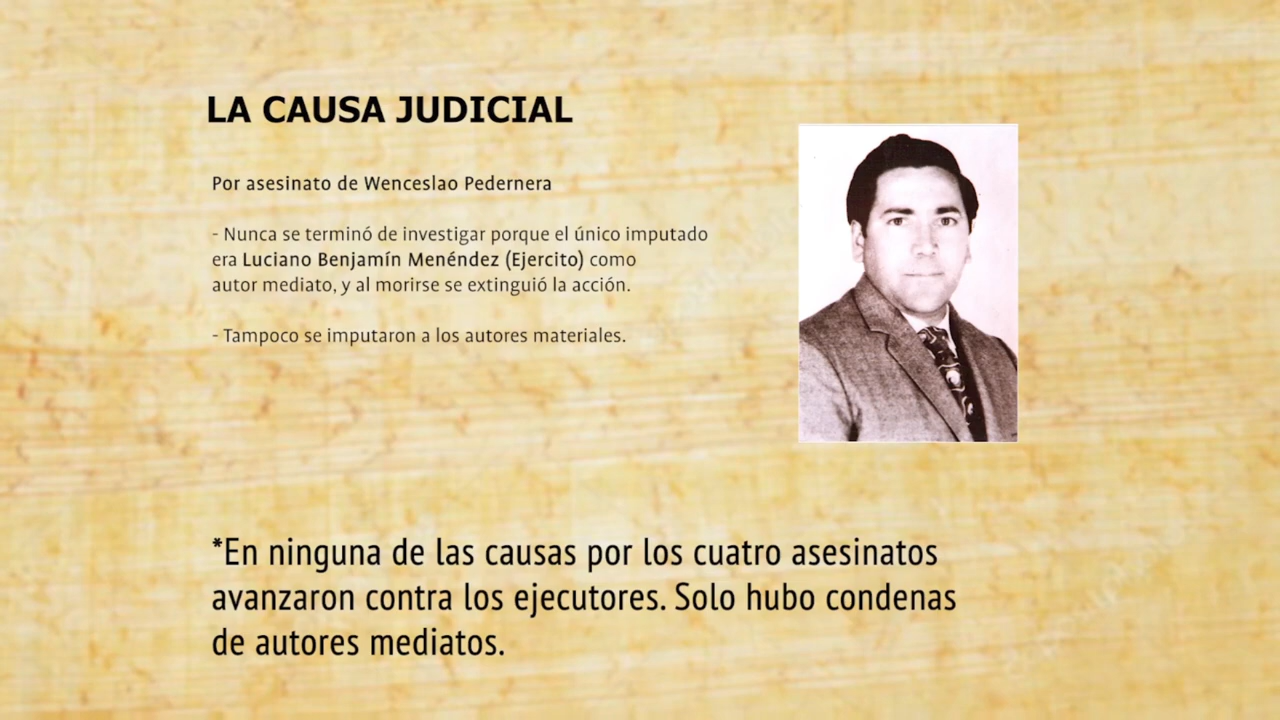 LA CAUSA JUDICIAL
Por asesinato de Wenceslao Pedernera
- Nunca se terminó de investigar porque el único imputado
era Luciano Benjamín Menéndez (Ejercito) como
autor mediato, y al morirse se extinguió la acción.
- Tampoco se imputaron a los autores materiales.
*En ninguna de las causas por los cuatro asesinatos
avanzaron contra los ejecutores. Solo hubo condenas
de autores mediatos.